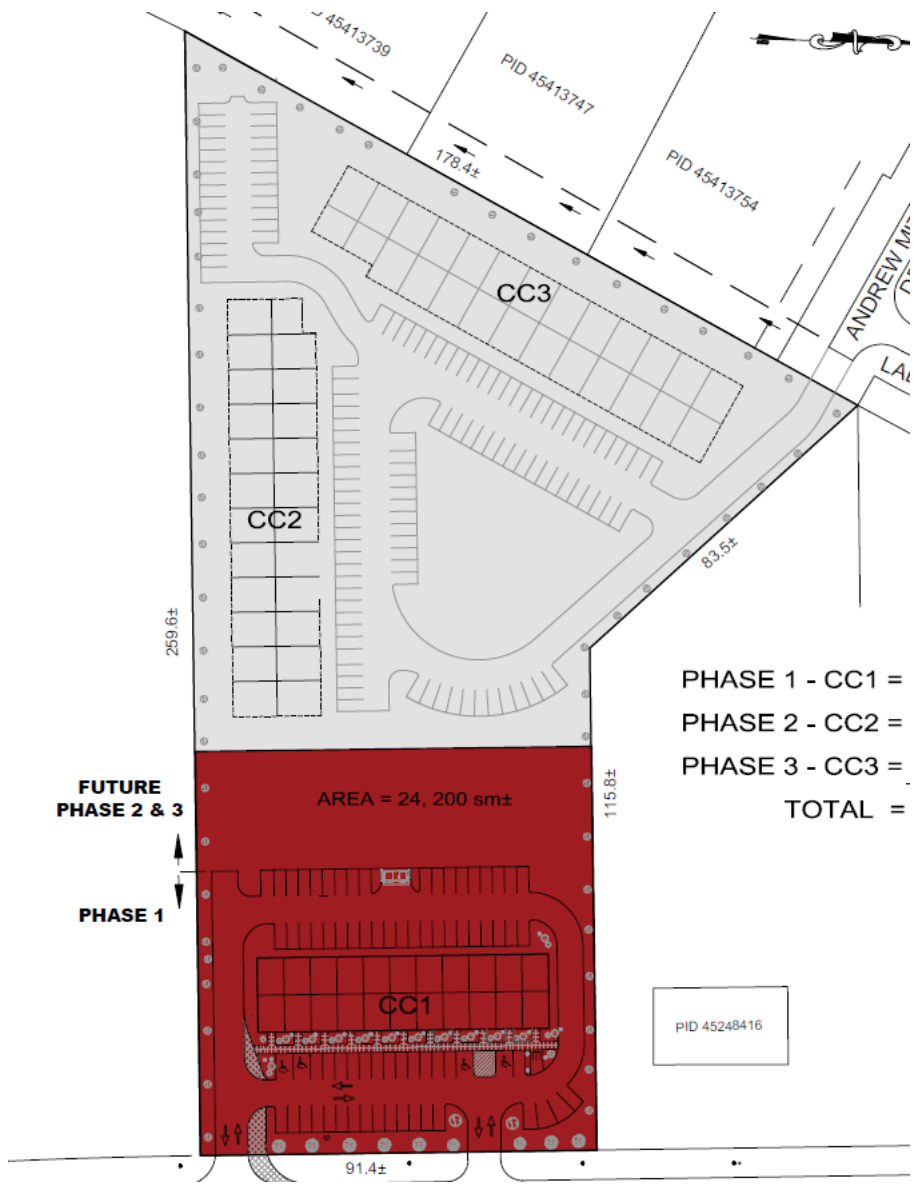 PID 45413739
PID 45413747
PID 45413754
178.4±
ANDREW
CC3
CC2
83.5±
259.6±
PHASE 1 - CC1 =
PHASE 2 - CC2 =
PHASE 3 - CC3 =
TOTAL =
115.8±
FUTURE
PHASE 2 & 3
AREA = 24, 200 sm±
PHASE 1
CC1
PID 45248416
91.4±